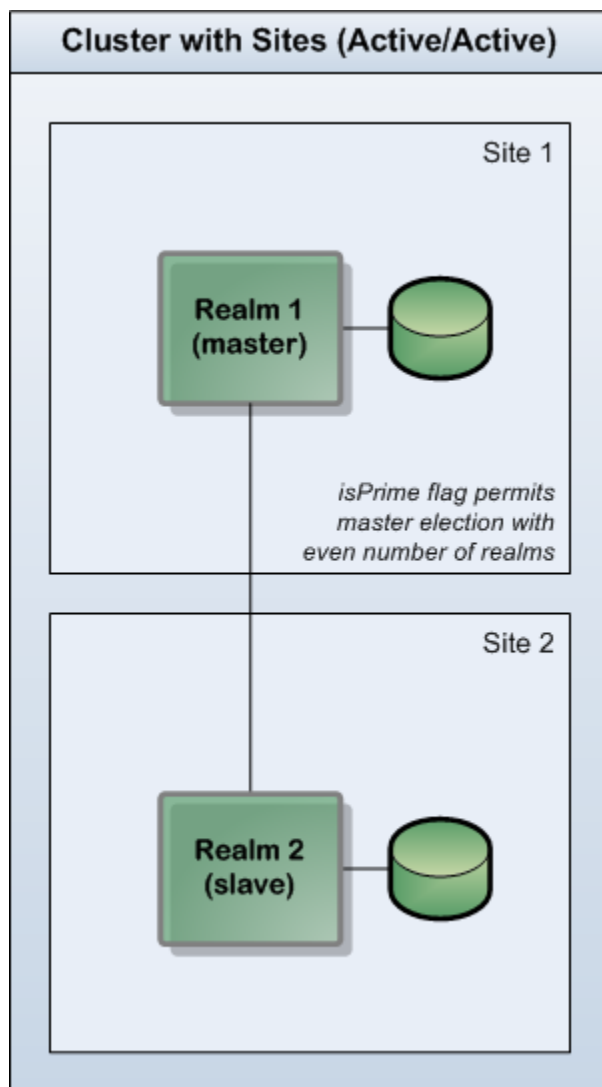 Cluster with Sites (Active/Active)
Site 1
Realm 1
(master)
isPrime flag permits
master election with
even number of realms
Site 2
Realm 2
(slave)